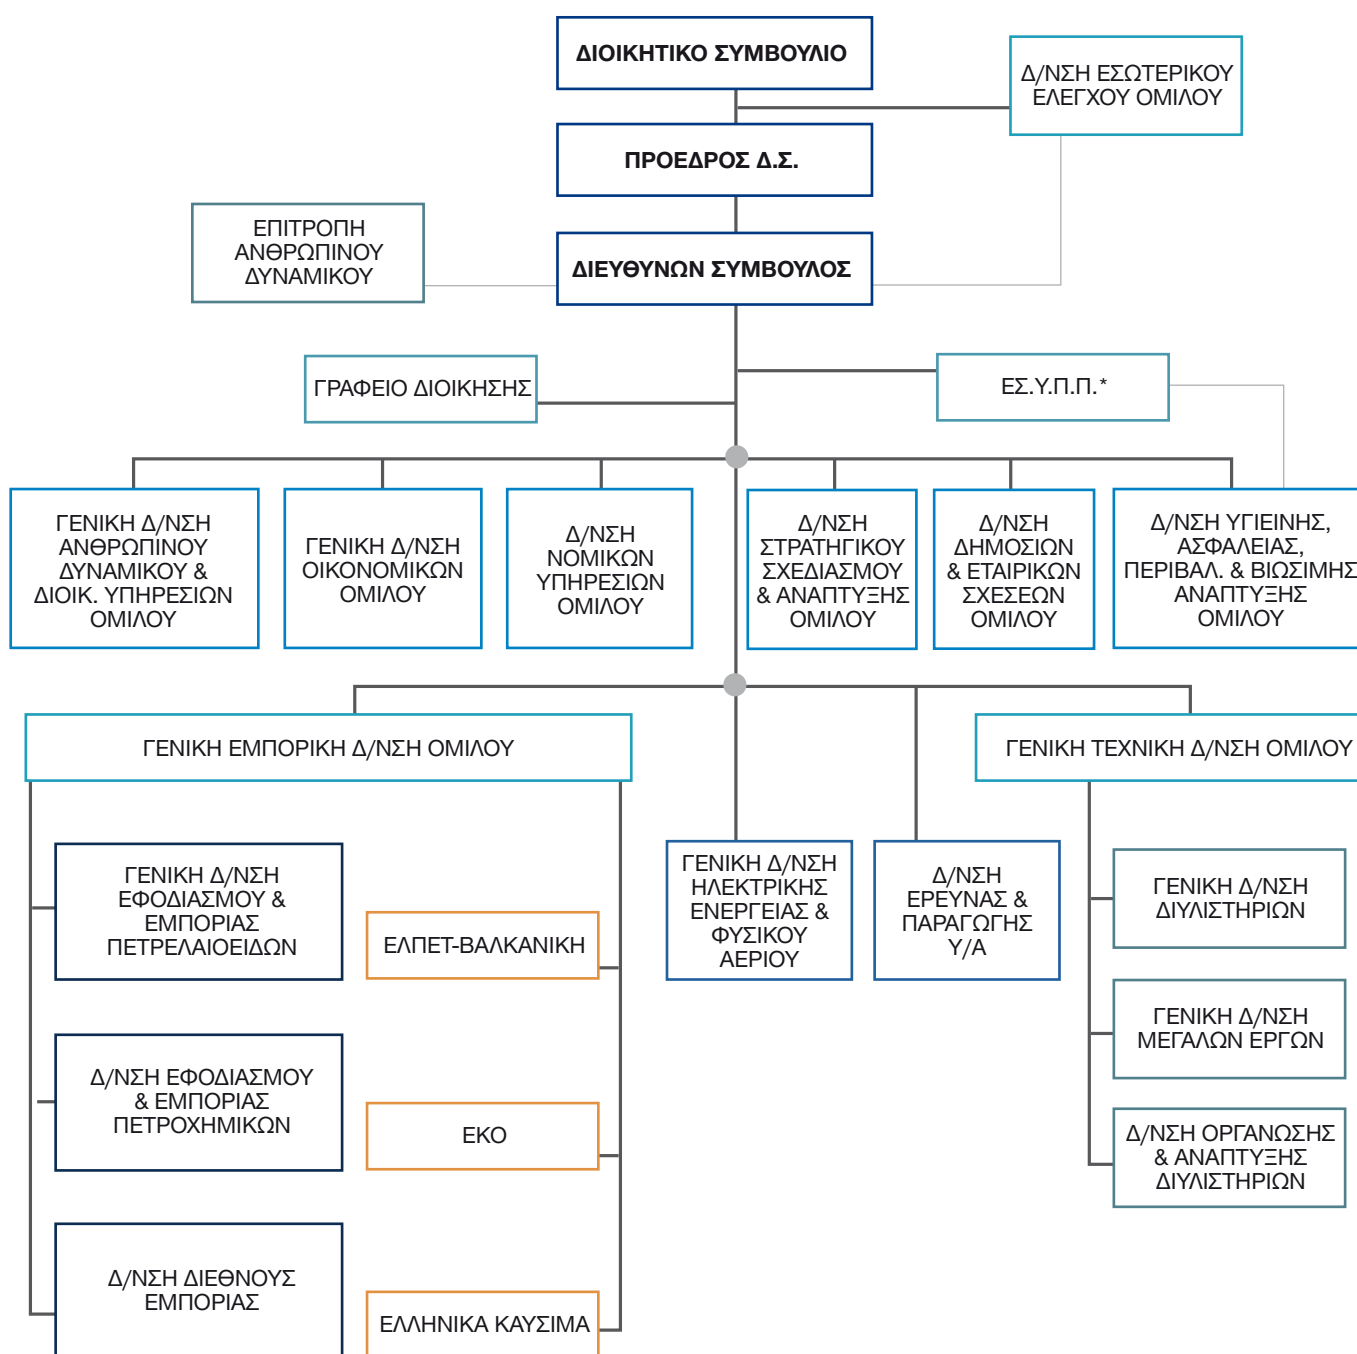 ΔΙΟΙΚΗΤΙΚΟ ΣΥΜΒΟΥΛΙΟ
Δ/ΝΣΗ ΕΣΩΤΕΡΙΚΟΥ
ΕΛΕΓΧΟΥ ΟΜΙΛΟΥ
ΠΡΟΕΔΡΟΣ Δ.Σ.
ΕΠΙΤΡΟΠΗ
ΑΝΘΡΩΠΙΝΟΥ
ΔΥΝΑΜΙΚΟΥ
ΔΙΕΥΘΥΝΩΝ ΣΥΜΒΟΥΛΟΣ
ΓΡΑΦΕΙΟ ΔΙΟΙΚΗΣΗΣ
ΕΣ.Υ.Π.Π.*
ΓΕΝΙΚΗ Δ/ΝΣΗ
ΑΝΘΡΩΠΙΝΟΥ
ΔΥΝΑΜΙΚΟΥ &
ΔΙΟΙΚ. ΥΠΗΡΕΣΙΩΝ
ΟΜΙΛΟΥ
ΓΕΝΙΚΗ Δ/ΝΣΗ
ΟΙΚΟΝΟΜΙΚΩΝ
ΟΜΙΛΟΥ
Δ/ΝΣΗ
ΝΟΜΙΚΩΝ
ΥΠΗΡΕΣΙΩΝ
ΟΜΙΛΟΥ
Δ/ΝΣΗ
ΣΤΡΑΤΗΓΙΚΟΥ
ΣΧΕΔΙΑΣΜΟΥ
& ΑΝΑΠΤΥΞΗΣ
ΟΜΙΛΟΥ
Δ/ΝΣΗ
ΔΗΜΟΣΙΩΝ
& ΕΤΑΙΡΙΚΩΝ
ΣΧΕΣΕΩΝ
ΟΜΙΛΟΥ
Δ/ΝΣΗ ΥΓΙΕΙΝΗΣ,
ΑΣΦΑΛΕΙΑΣ,
ΠΕΡΙΒΑΛ. & ΒΙΩΣΙΜΗΣ
ΑΝΑΠΤΥΞΗΣ
ΟΜΙΛΟΥ
ΓΕΝΙΚΗ ΕΜΠΟΡΙΚΗ Δ/ΝΣΗ ΟΜΙΛΟΥ
ΓΕΝΙΚΗ ΤΕΧΝΙΚΗ Δ/ΝΣΗ ΟΜΙΛΟΥ
ΓΕΝΙΚΗ Δ/ΝΣΗ
ΕΦΟΔΙΑΣΜΟΥ &
ΕΜΠΟΡΙΑΣ
ΠΕΤΡΕΛΑΙΟΕΙΔΩΝ
ΕΛΠΕΤ-ΒΑΛΚΑΝΙΚΗ
ΓΕΝΙΚΗ Δ/ΝΣΗ
ΗΛΕΚΤΡΙΚΗΣ
ΕΝΕΡΓΕΙΑΣ &
ΦΥΣΙΚΟΥ
ΑΕΡΙΟΥ
Δ/ΝΣΗ
ΕΡΕΥΝΑΣ &
ΠΑΡΑΓΩΓΗΣ
Υ/Α
ΓΕΝΙΚΗ Δ/ΝΣΗ
ΔΙΥΛΙΣΤΗΡΙΩΝ
ΓΕΝΙΚΗ Δ/ΝΣΗ
ΜΕΓΑΛΩΝ ΕΡΓΩΝ
Δ/ΝΣΗ ΕΦΟΔΙΑΣΜΟΥ
& ΕΜΠΟΡΙΑΣ
ΠΕΤΡΟΧΗΜΙΚΩΝ
ΕΚΟ
Δ/ΝΣΗ ΟΡΓΑΝΩΣΗΣ
& ΑΝΑΠΤΥΞΗΣ
ΔΙΥΛΙΣΤΗΡΙΩΝ
Δ/ΝΣΗ ΔΙΕΘΝΟΥΣ
ΕΜΠΟΡΙΑΣ
ΕΛΛΗΝΙΚΑ ΚΑΥΣΙΜΑ